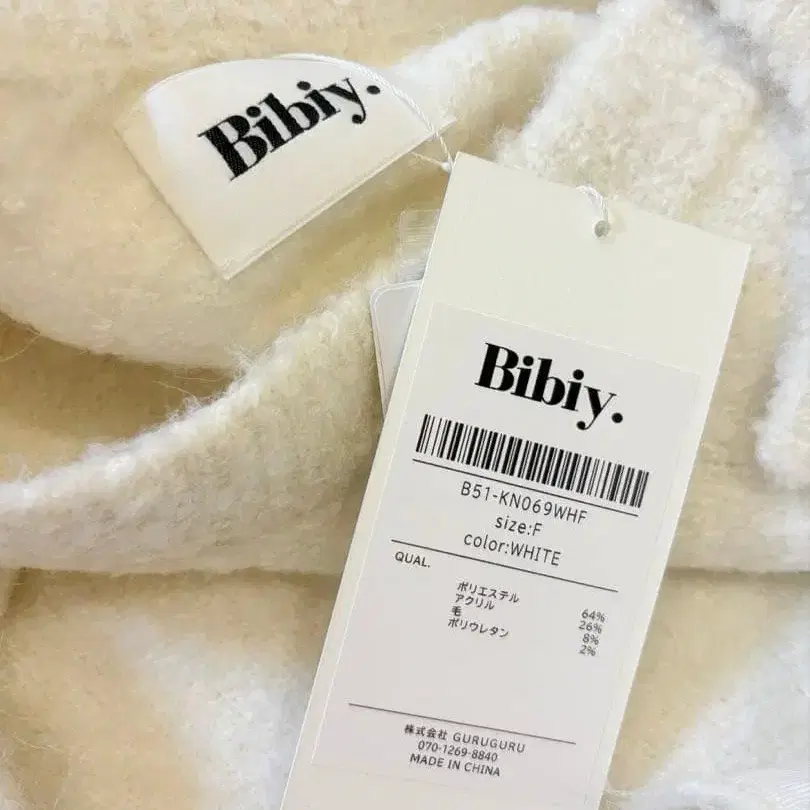 Bibiy.
Bibiy.
B51-KN069WHF
size:F
color:WHITE
QUAL.
ポリエステル 64%
アクリル 26%
毛 8%
ポリウレタン 2%
株式会社 GURUGURU
070-1269-8840
MADE IN CHINA